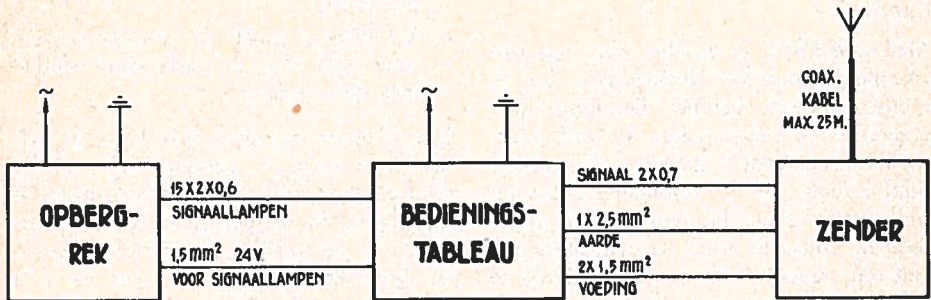 ~
~
COAX.
KABEL
MAX. 25 M.
OPBERG-
REK
15 X 2 X 0,6
SIGNAALLAMPEN
1,5 mm² 24 V.
VOOR SIGNAALLAMPEN
BEDIENINGS-
TABLEAU
SIGNAAL 2 X 0,7
1 X 2,5 mm²
AARDE
2 X 1,5 mm²
VOEDING
ZENDER